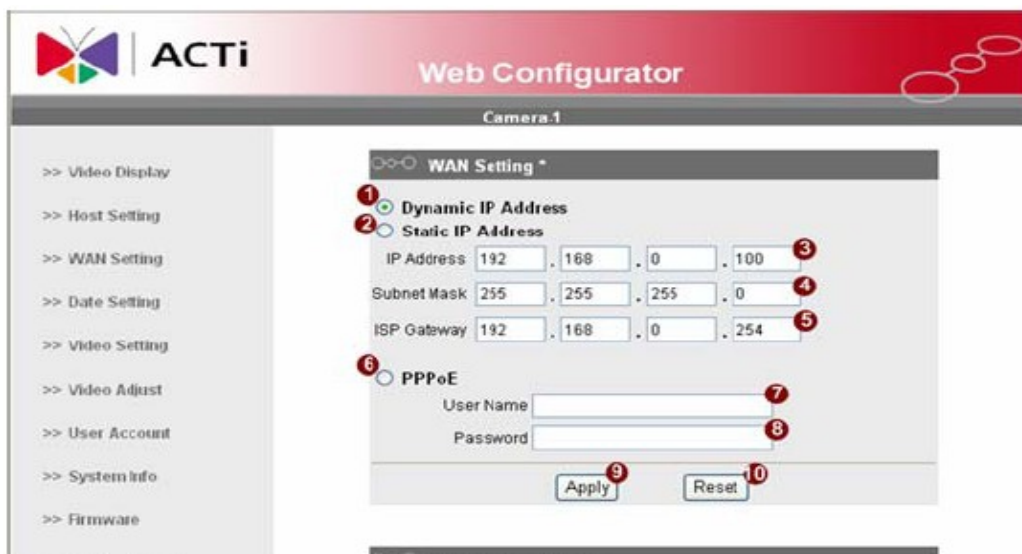 ACTi
Web Configurator
Camera-1
>> Video Display
>> Host Setting
>> WAN Setting
>> Date Setting
>> Video Setting
>> Video Adjust
>> User Account
>> System Info
>> Firmware
WAN Setting *
1 Dynamic IP Address
2 Static IP Address
IP Address 192 . 168 . 0 . 100 3
Subnet Mask 255 . 255 . 255 . 0 4
ISP Gateway 192 . 168 . 0 . 254 5
6 PPPoE
User Name 7
Password 8
Apply 9 Reset 10